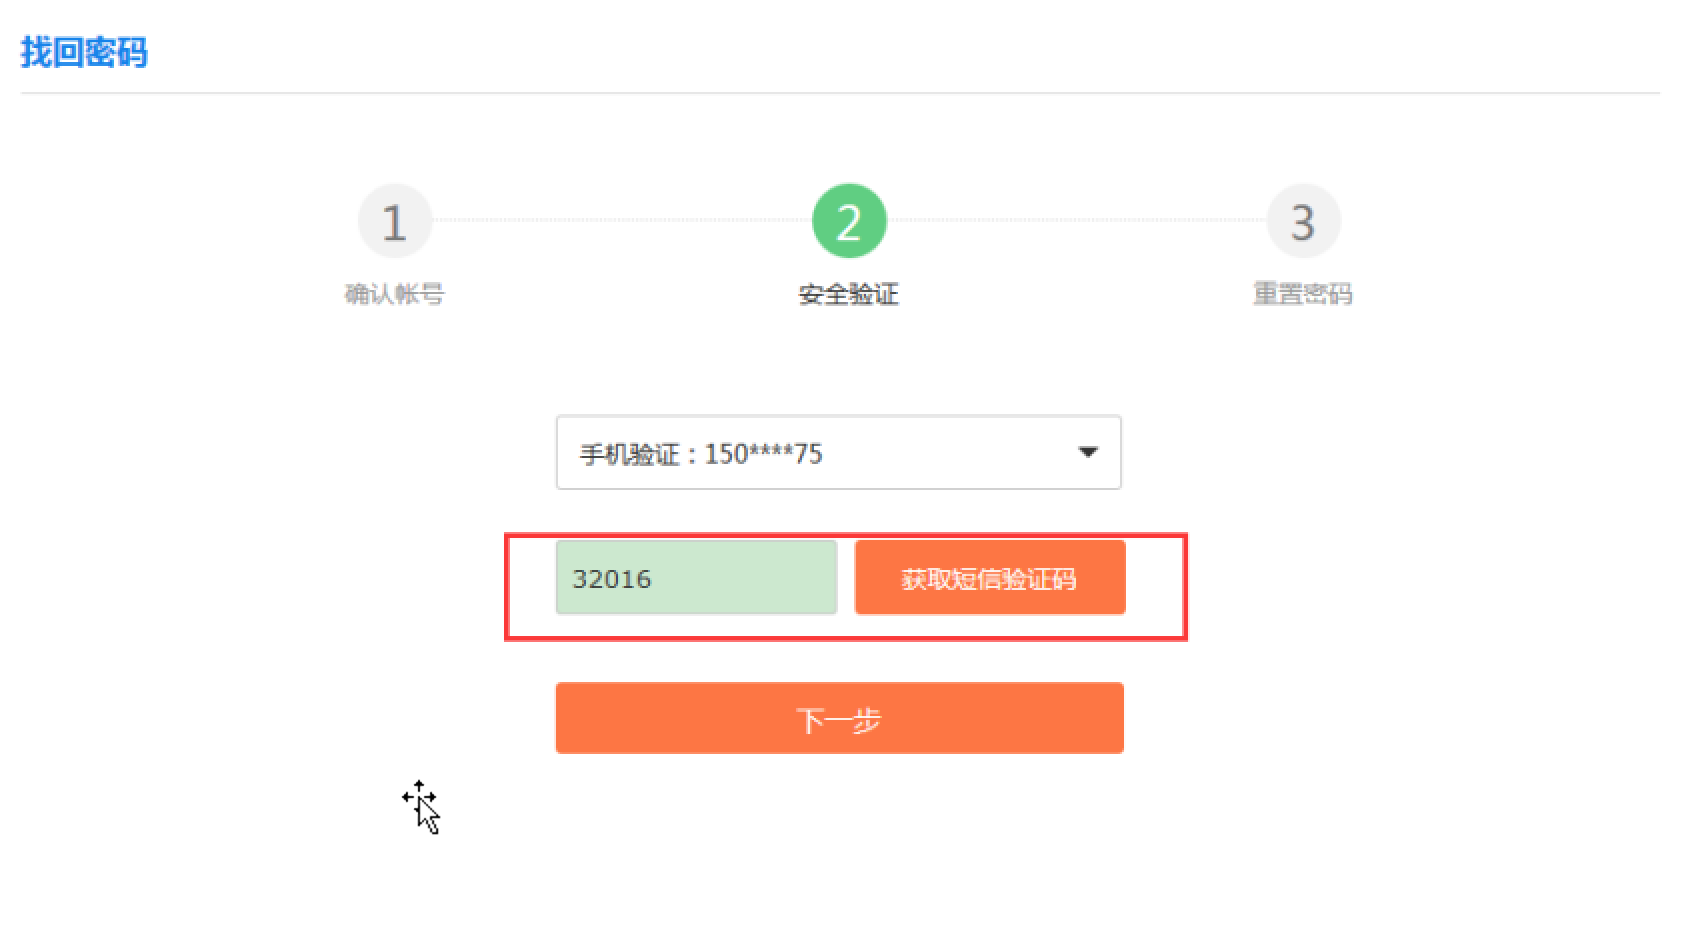 找回密码
1 2 3
确认帐号 安全验证 重置密码
手机验证：150****75
32016 获取短信验证码
下一步